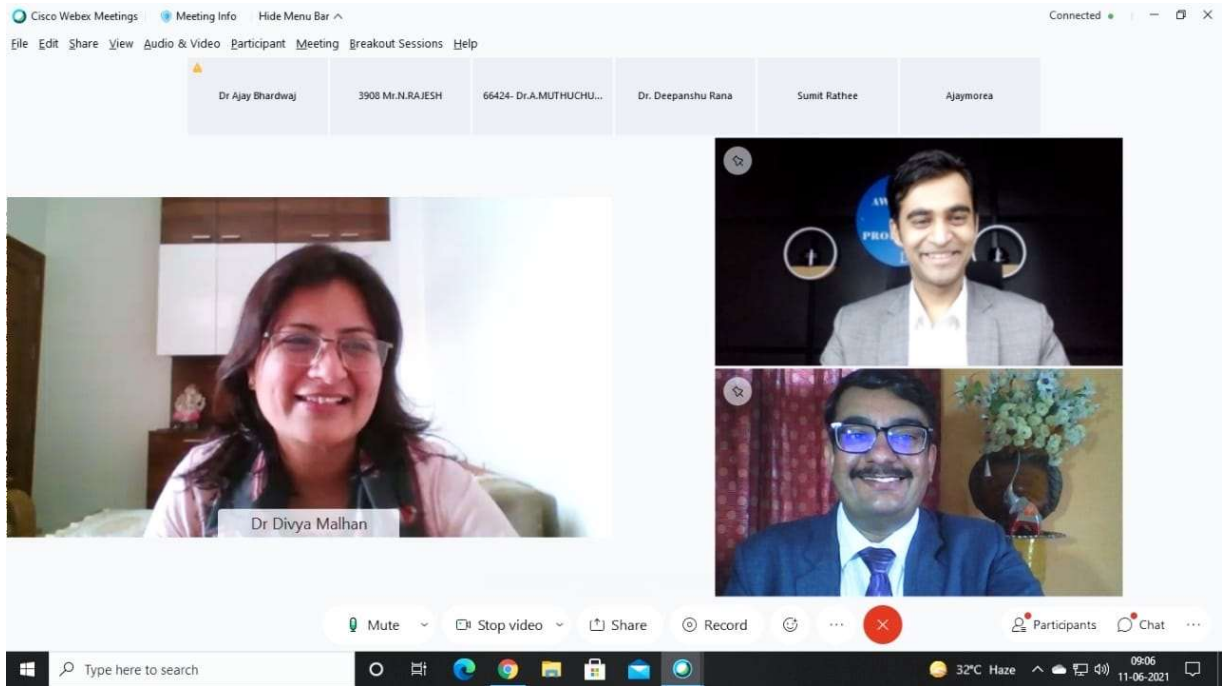 Cisco Webex Meetings Meeting Info Hide Menu Bar Connected
File Edit Share View Audio & Video Participant Meeting Breakout Sessions Help
Dr Ajay Bhardwaj 3908 Mr.N.RAJESH 66424- Dr.A.MUTHUCHU... Dr. Deepanshu Rana Sumit Rathee Ajaymorea
PRO
Dr Divya Malhan
Mute Stop video Share Record Participants Chat
Type here to search 32°C Haze 09:06
11-06-2021